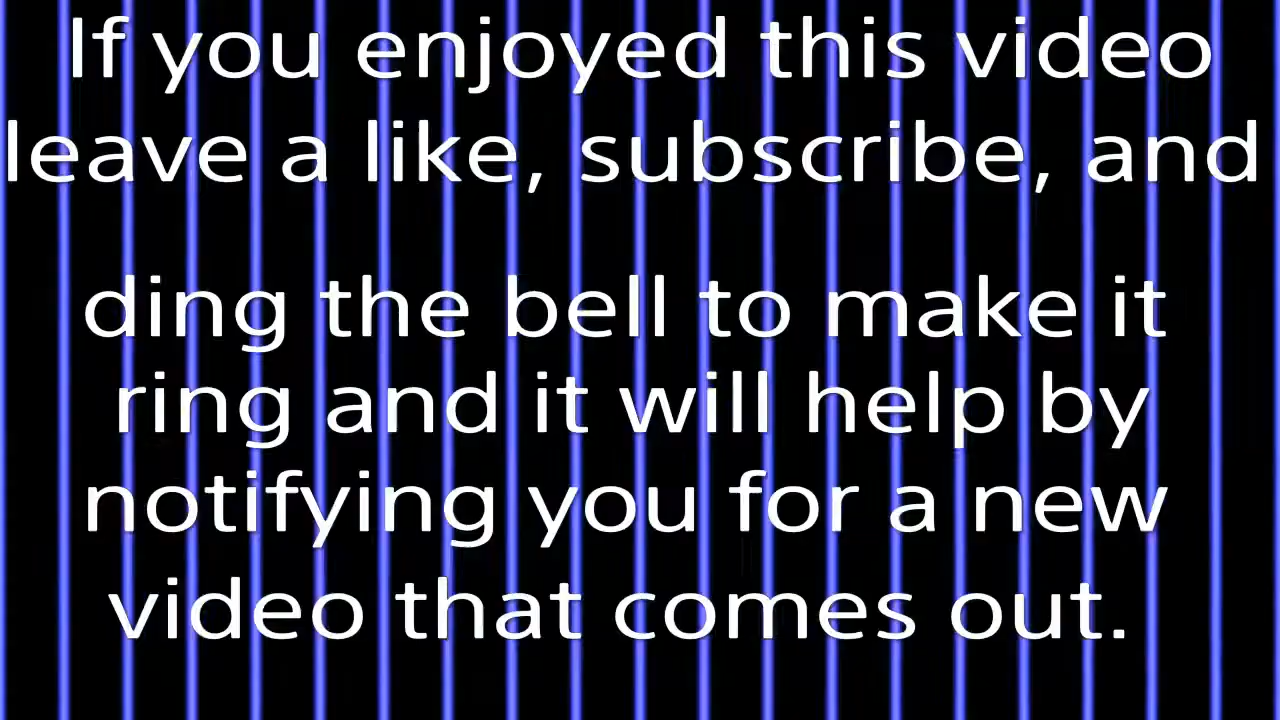 If you enjoyed this video
leave a like, subscribe, and
ding the bell to make it
ring and it will help by
notifying you for a new
video that comes out.